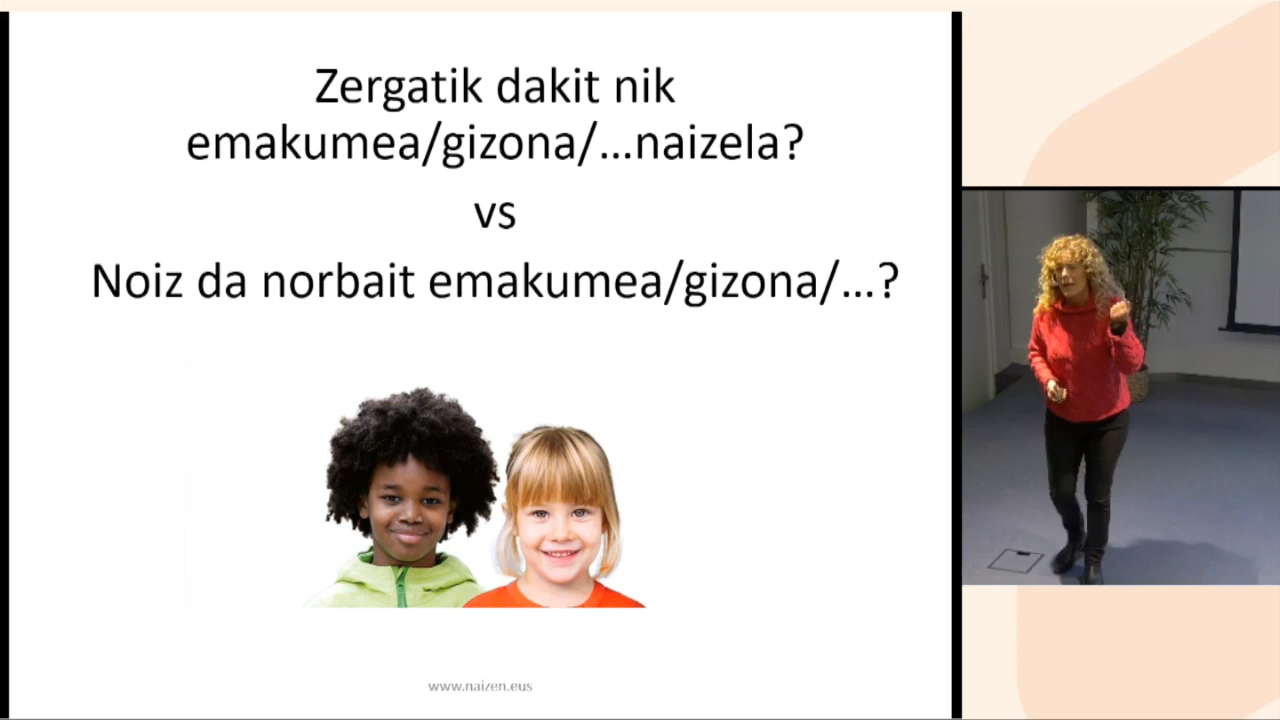 Zergatik dakit nik
emakumea/gizona/...naizela?
vs
Noiz da norbait emakumea/gizona/...?
www.naizen.eus